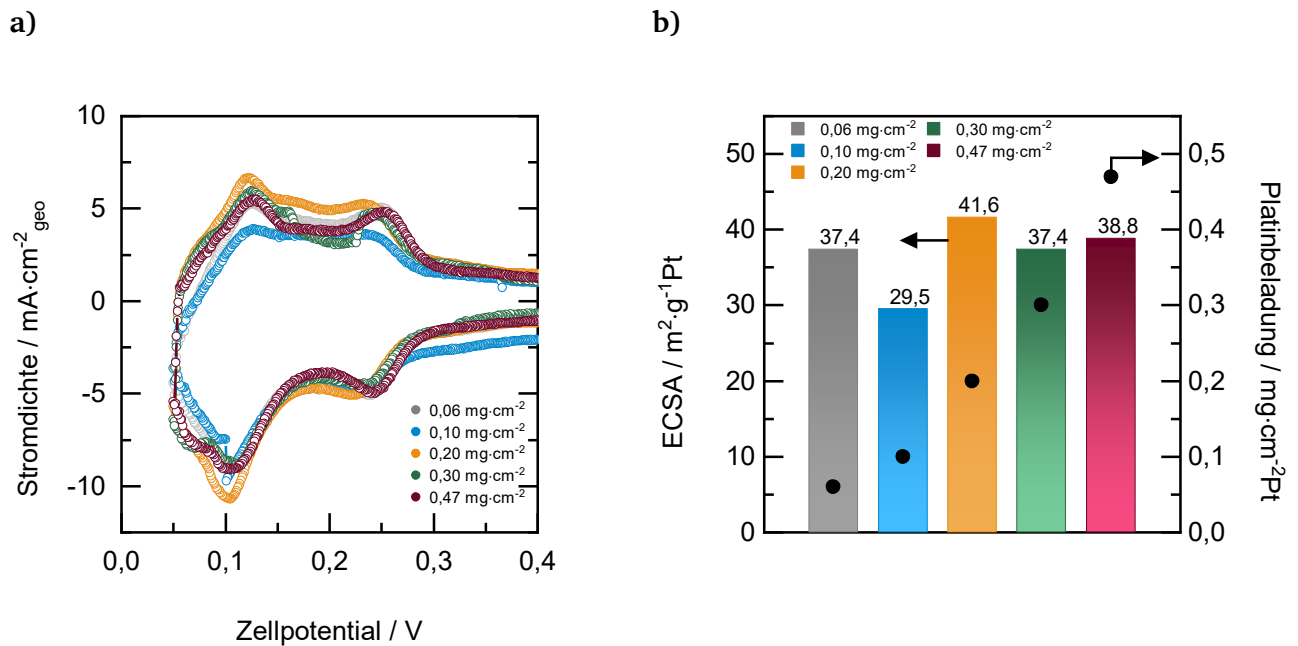 a)
10
5
0
-5
-10
0,0
0,1
0,2
0,3
0,4
Stromdichte / mA·cm⁻²geo
Zellpotential / V
0,06 mg·cm⁻²
0,10 mg·cm⁻²
0,20 mg·cm⁻²
0,30 mg·cm⁻²
0,47 mg·cm⁻²
b)
0,06 mg·cm⁻²
0,10 mg·cm⁻²
0,20 mg·cm⁻²
0,30 mg·cm⁻²
0,47 mg·cm⁻²
50
40
30
20
10
0
ECSA / m²·g⁻¹Pt
37,4
29,5
41,6
37,4
38,8
0,5
0,4
0,3
0,2
0,1
0,0
Platinbeladung / mg·cm⁻²Pt